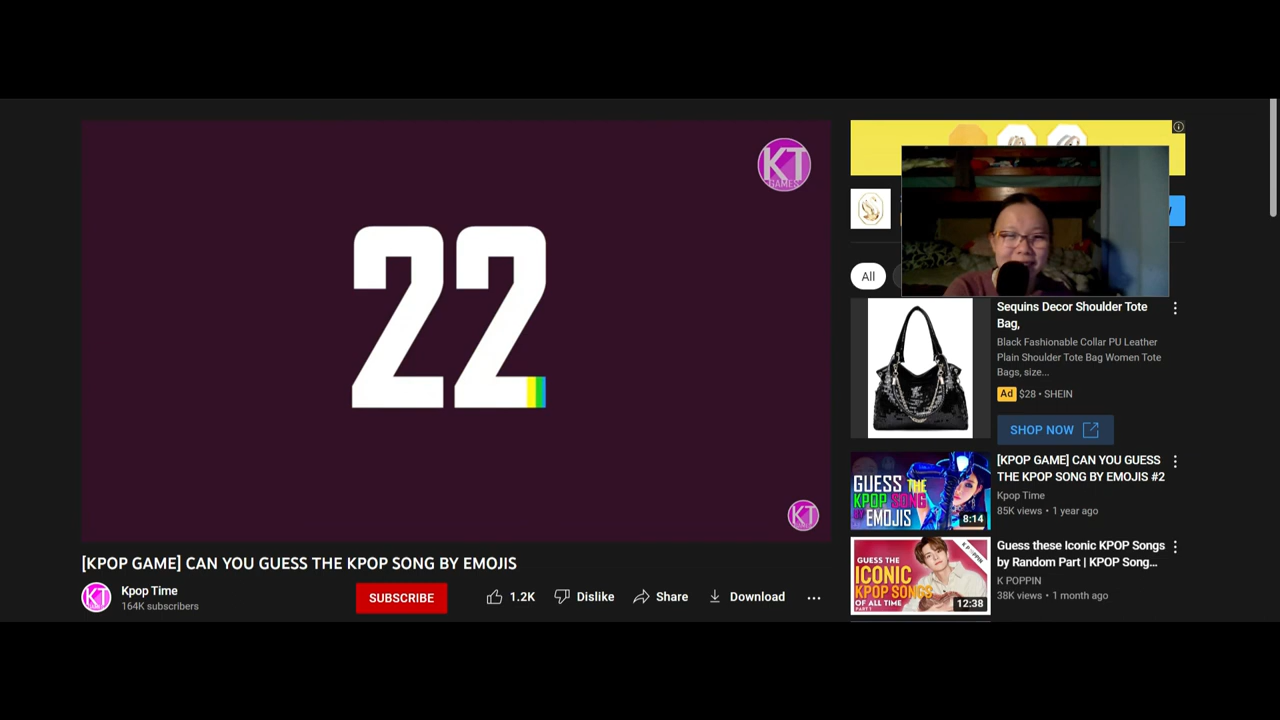 KT
GAMES
22
KT
[KPOP GAME] CAN YOU GUESS THE KPOP SONG BY EMOJIS
KT
Kpop Time
164K subscribers
SUBSCRIBE
1.2K
Dislike
Share
Download
All
Sequins Decor Shoulder Tote
Bag,
Black Fashionable Collar PU Leather
Plain Shoulder Tote Bag Women Tote
Bags, size...
Ad $28 • SHEIN
SHOP NOW
GUESS THE
KPOP SONG
BY EMOJIS
8:14
[KPOP GAME] CAN YOU GUESS
THE KPOP SONG BY EMOJIS #2
Kpop Time
85K views • 1 year ago
GUESS THE
ICONIC
KPOP SONGS
OF ALL TIME
PART 1
K POPPIN
12:38
Guess these Iconic KPOP Songs
by Random Part | KPOP Song...
K POPPIN
38K views • 1 month ago